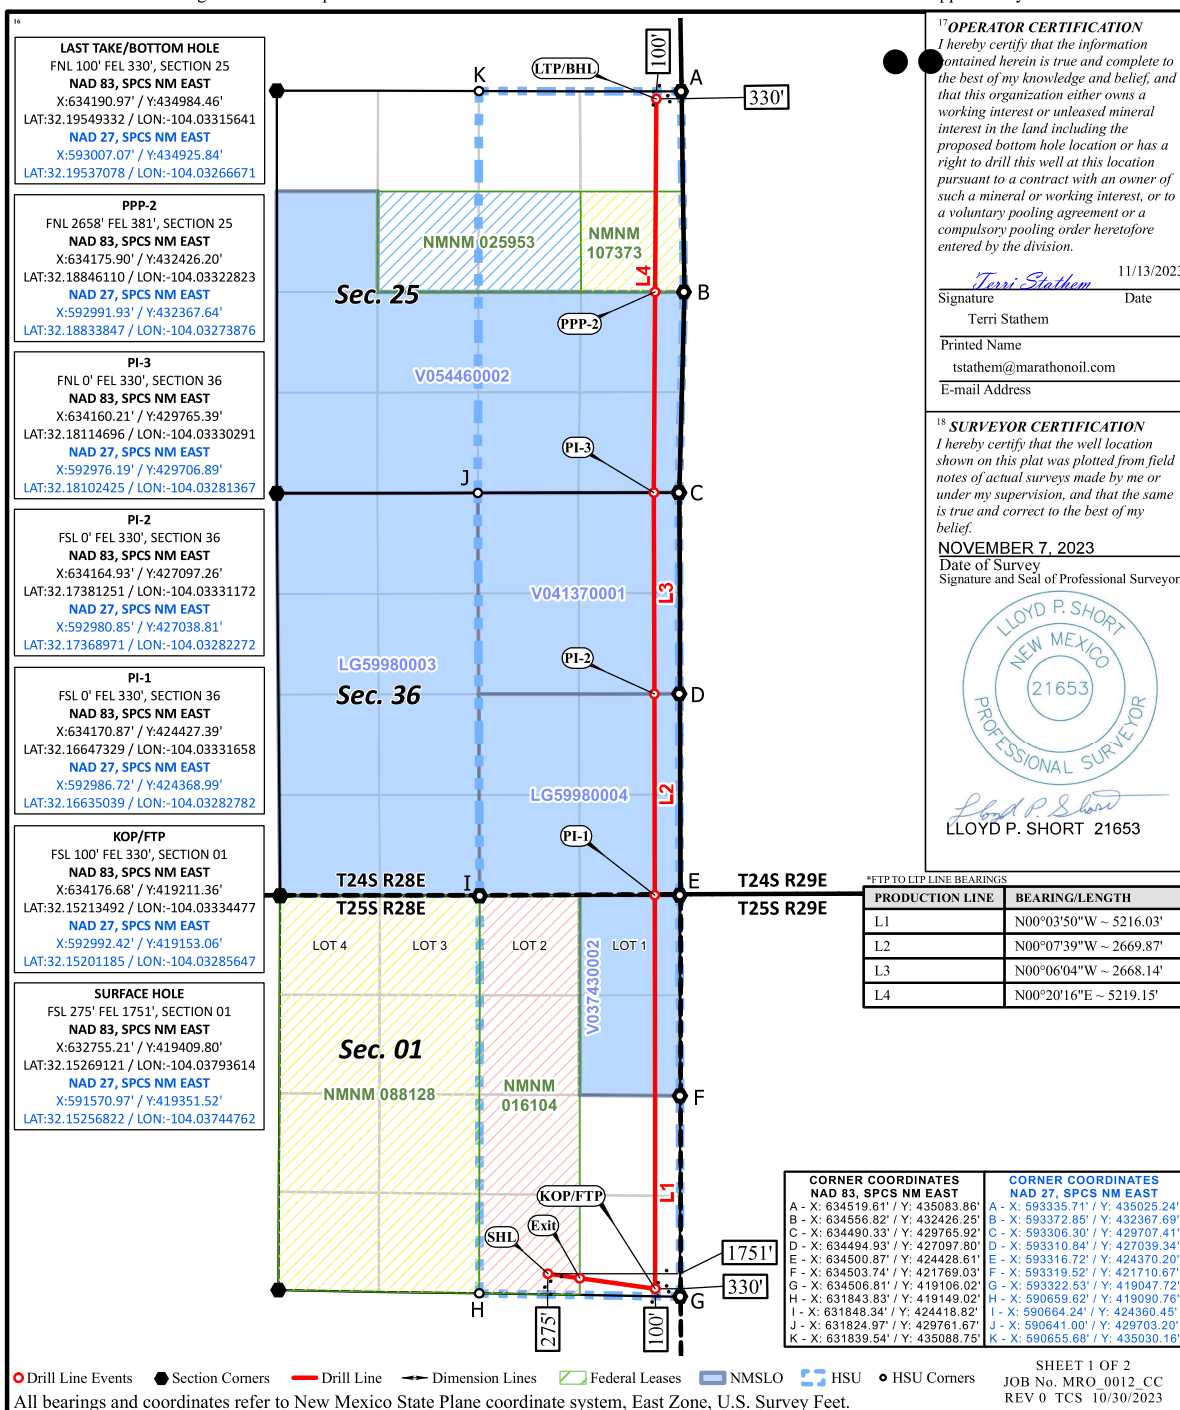 16
LAST TAKE/BOTTOM HOLE
FNL 100' FEL 330', SECTION 25
NAD 83, SPCS NM EAST
X:634190.97' / Y:434984.46'
LAT:32.19549332 / LON:-104.03315641
NAD 27, SPCS NM EAST
X:593007.07' / Y:434925.84'
LAT:32.19537078 / LON:-104.03266671
PPP-2
FNL 2658' FEL 381', SECTION 25
NAD 83, SPCS NM EAST
X:634175.90' / Y:432426.20'
LAT:32.18846110 / LON:-104.03322823
NAD 27, SPCS NM EAST
X:592991.93' / Y:432367.64'
LAT:32.18833847 / LON:-104.03273876
PI-3
FNL 0' FEL 330', SECTION 36
NAD 83, SPCS NM EAST
X:634160.21' / Y:429765.39'
LAT:32.18114696 / LON:-104.03330291
NAD 27, SPCS NM EAST
X:592976.19' / Y:429706.89'
LAT:32.18102425 / LON:-104.03281367
PI-2
FSL 0' FEL 330', SECTION 36
NAD 83, SPCS NM EAST
X:634164.93' / Y:427097.26'
LAT:32.17381251 / LON:-104.03331172
NAD 27, SPCS NM EAST
X:592980.85' / Y:427038.81'
LAT:32.17368971 / LON:-104.03282272
PI-1
FSL 0' FEL 330', SECTION 36
NAD 83, SPCS NM EAST
X:634170.87' / Y:424427.39'
LAT:32.16647329 / LON:-104.03331658
NAD 27, SPCS NM EAST
X:592986.72' / Y:424368.99'
LAT:32.16635039 / LON:-104.03282782
KOP/FTP
FSL 100' FEL 330', SECTION 01
NAD 83, SPCS NM EAST
X:634176.68' / Y:419211.36'
LAT:32.15213492 / LON:-104.03334477
NAD 27, SPCS NM EAST
X:592992.42' / Y:419153.06'
LAT:32.15201185 / LON:-104.03285647
SURFACE HOLE
FSL 275' FEL 1751', SECTION 01
NAD 83, SPCS NM EAST
X:632755.21' / Y:419409.80'
LAT:32.15269121 / LON:-104.03793614
NAD 27, SPCS NM EAST
X:591570.97' / Y:419351.52'
LAT:32.15256822 / LON:-104.03744762
100'
LTP/BHL
K
A
330'
NMNM 025953
NMNM
107373
L4
Sec. 25
B
PPP-2
V054460002
PI-3
J
C
V041370001
L3
PI-2
LG59980003
Sec. 36
D
LG59980004
L2
PI-1
T24S R28E
I
E
T24S R29E
T25S R28E
T25S R29E
LOT 4
LOT 3
LOT 2
LOT 1
V037430002
Sec. 01
NMNM 088128
NMNM
016104
F
L1
KOP/FTP
Exit
SHL
1751'
330'
H
G
275'
100'
17 OPERATOR CERTIFICATION
I hereby certify that the information
ontained herein is true and complete to
the best of my knowledge and belief, and
that this organization either owns a
working interest or unleased mineral
interest in the land including the
proposed bottom hole location or has a
right to drill this well at this location
pursuant to a contract with an owner of
such a mineral or working interest, or to
a voluntary pooling agreement or a
compulsory pooling order heretofore
entered by the division.
Terri Stathem
11/13/2023
Signature Date
Terri Stathem
Printed Name
tstathem@marathonoil.com
E-mail Address
18 SURVEYOR CERTIFICATION
I hereby certify that the well location
shown on this plat was plotted from field
notes of actual surveys made by me or
under my supervision, and that the same
is true and correct to the best of my
belief.
NOVEMBER 7, 2023
Date of Survey
Signature and Seal of Professional Surveyor
LLOYD P. SHORT
NEW MEXICO
21653
PROFESSIONAL SURVEYOR
Lloyd P. Short
LLOYD P. SHORT 21653
*FTP TO LTP LINE BEARINGS
PRODUCTION LINE BEARING/LENGTH
L1 N00°03'50"W ~ 5216.03'
L2 N00°07'39"W ~ 2669.87'
L3 N00°06'04"W ~ 2668.14'
L4 N00°20'16"E ~ 5219.15'
CORNER COORDINATES
NAD 83, SPCS NM EAST
A - X: 634519.61' / Y: 435083.86'
B - X: 634556.82' / Y: 432426.25'
C - X: 634490.33' / Y: 429765.92'
D - X: 634494.93' / Y: 427097.80'
E - X: 634500.87' / Y: 424428.61'
F - X: 634503.74' / Y: 421769.03'
G - X: 634506.81' / Y: 419106.02'
H - X: 631843.83' / Y: 419149.02'
I - X: 631848.34' / Y: 424418.82'
J - X: 631824.97' / Y: 429761.67'
K - X: 631839.54' / Y: 435088.75'
CORNER COORDINATES
NAD 27, SPCS NM EAST
A - X: 593335.71' / Y: 435025.24'
B - X: 593372.85' / Y: 432367.69'
C - X: 593306.30' / Y: 429707.41'
D - X: 593310.84' / Y: 427039.34'
E - X: 593316.72' / Y: 424370.20'
F - X: 593319.52' / Y: 421710.67'
G - X: 593322.53' / Y: 419047.72'
H - X: 590659.62' / Y: 419090.76'
I - X: 590664.24' / Y: 424360.45'
J - X: 590641.00' / Y: 429703.20'
K - X: 590655.68' / Y: 435030.16'
Drill Line Events Section Corners Drill Line Dimension Lines Federal Leases NMSLO HSU HSU Corners
SHEET 1 OF 2
JOB No. MRO_0012_CC
REV 0 TCS 10/30/2023
All bearings and coordinates refer to New Mexico State Plane coordinate system, East Zone, U.S. Survey Feet.